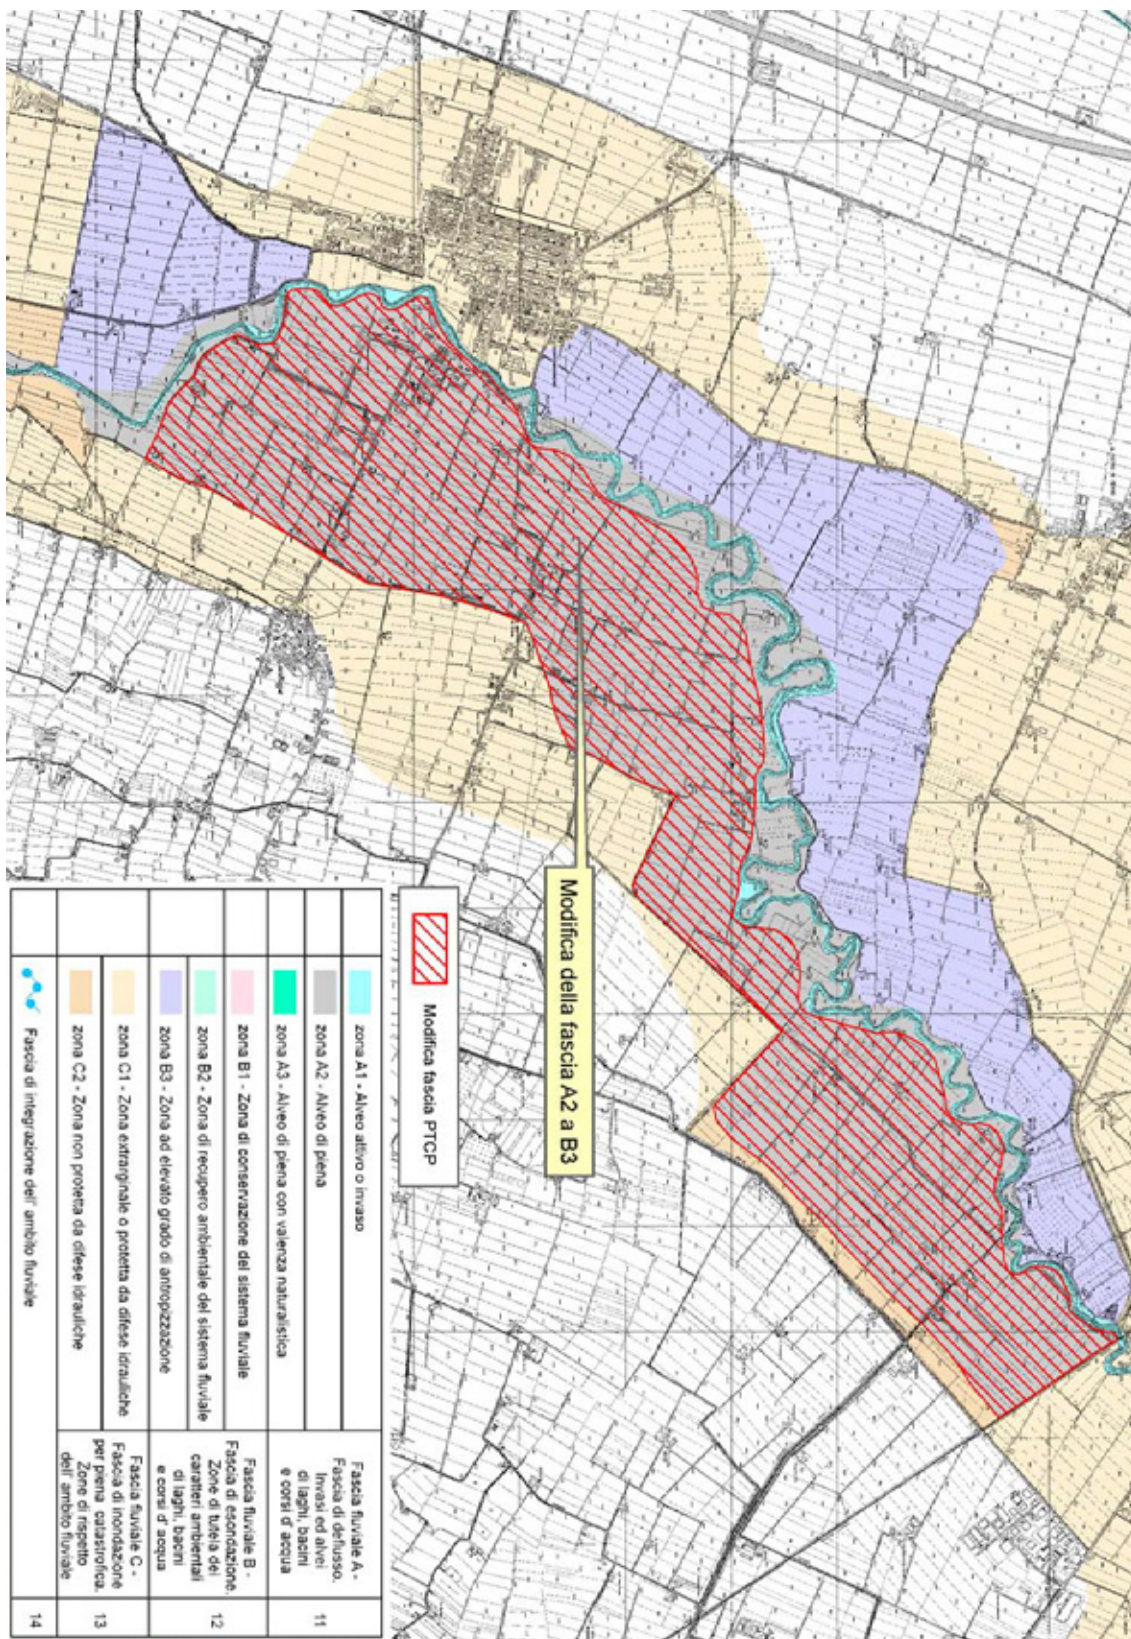 Modifica della fascia A2 a B3
Modifica fascia PTCP
zona A1 - Alveo attivo o invaso
zona A2 - Alveo di piena
zona A3 - Alveo di piena con valenza naturalistica
Fascia fluviale A -
Fascia di deflusso.
Invasi ed alvei
di laghi, bacini
e corsi d' acqua
11
zona B1 - Zona di conservazione del sistema fluviale
zona B2 - Zona di recupero ambientale del sistema fluviale
zona B3 - Zona ad elevato grado di antropizzazione
Fascia fluviale B -
Fascia di esondazione.
Zone di tutela dei
caratteri ambientali
di laghi, bacini
e corsi d' acqua
12
zona C1 - Zona extrarginale o protetta da difese idrauliche
zona C2 - Zona non protetta da difese idrauliche
Fascia fluviale C -
Fascia di inondazione
per piena catastrofica.
Zone di rispetto
dell' ambito fluviale
13
Fascia di integrazione dell' ambito fluviale
14